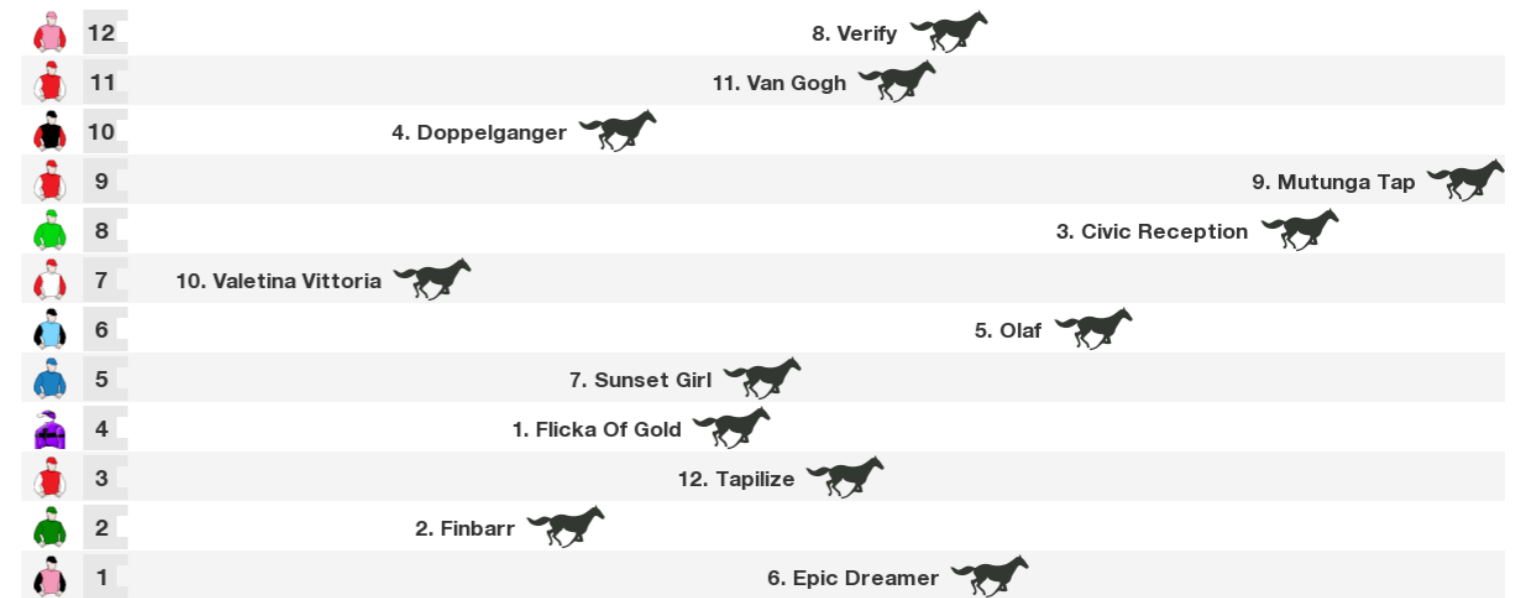 12 8. Verify
11 11. Van Gogh
10 4. Doppelganger
9 9. Mutunga Tap
8 3. Civic Reception
7 10. Valetina Vittoria
6 5. Olaf
5 7. Sunset Girl
4 1. Flicka Of Gold
3 12. Tapilize
2 2. Finbarr
1 6. Epic Dreamer